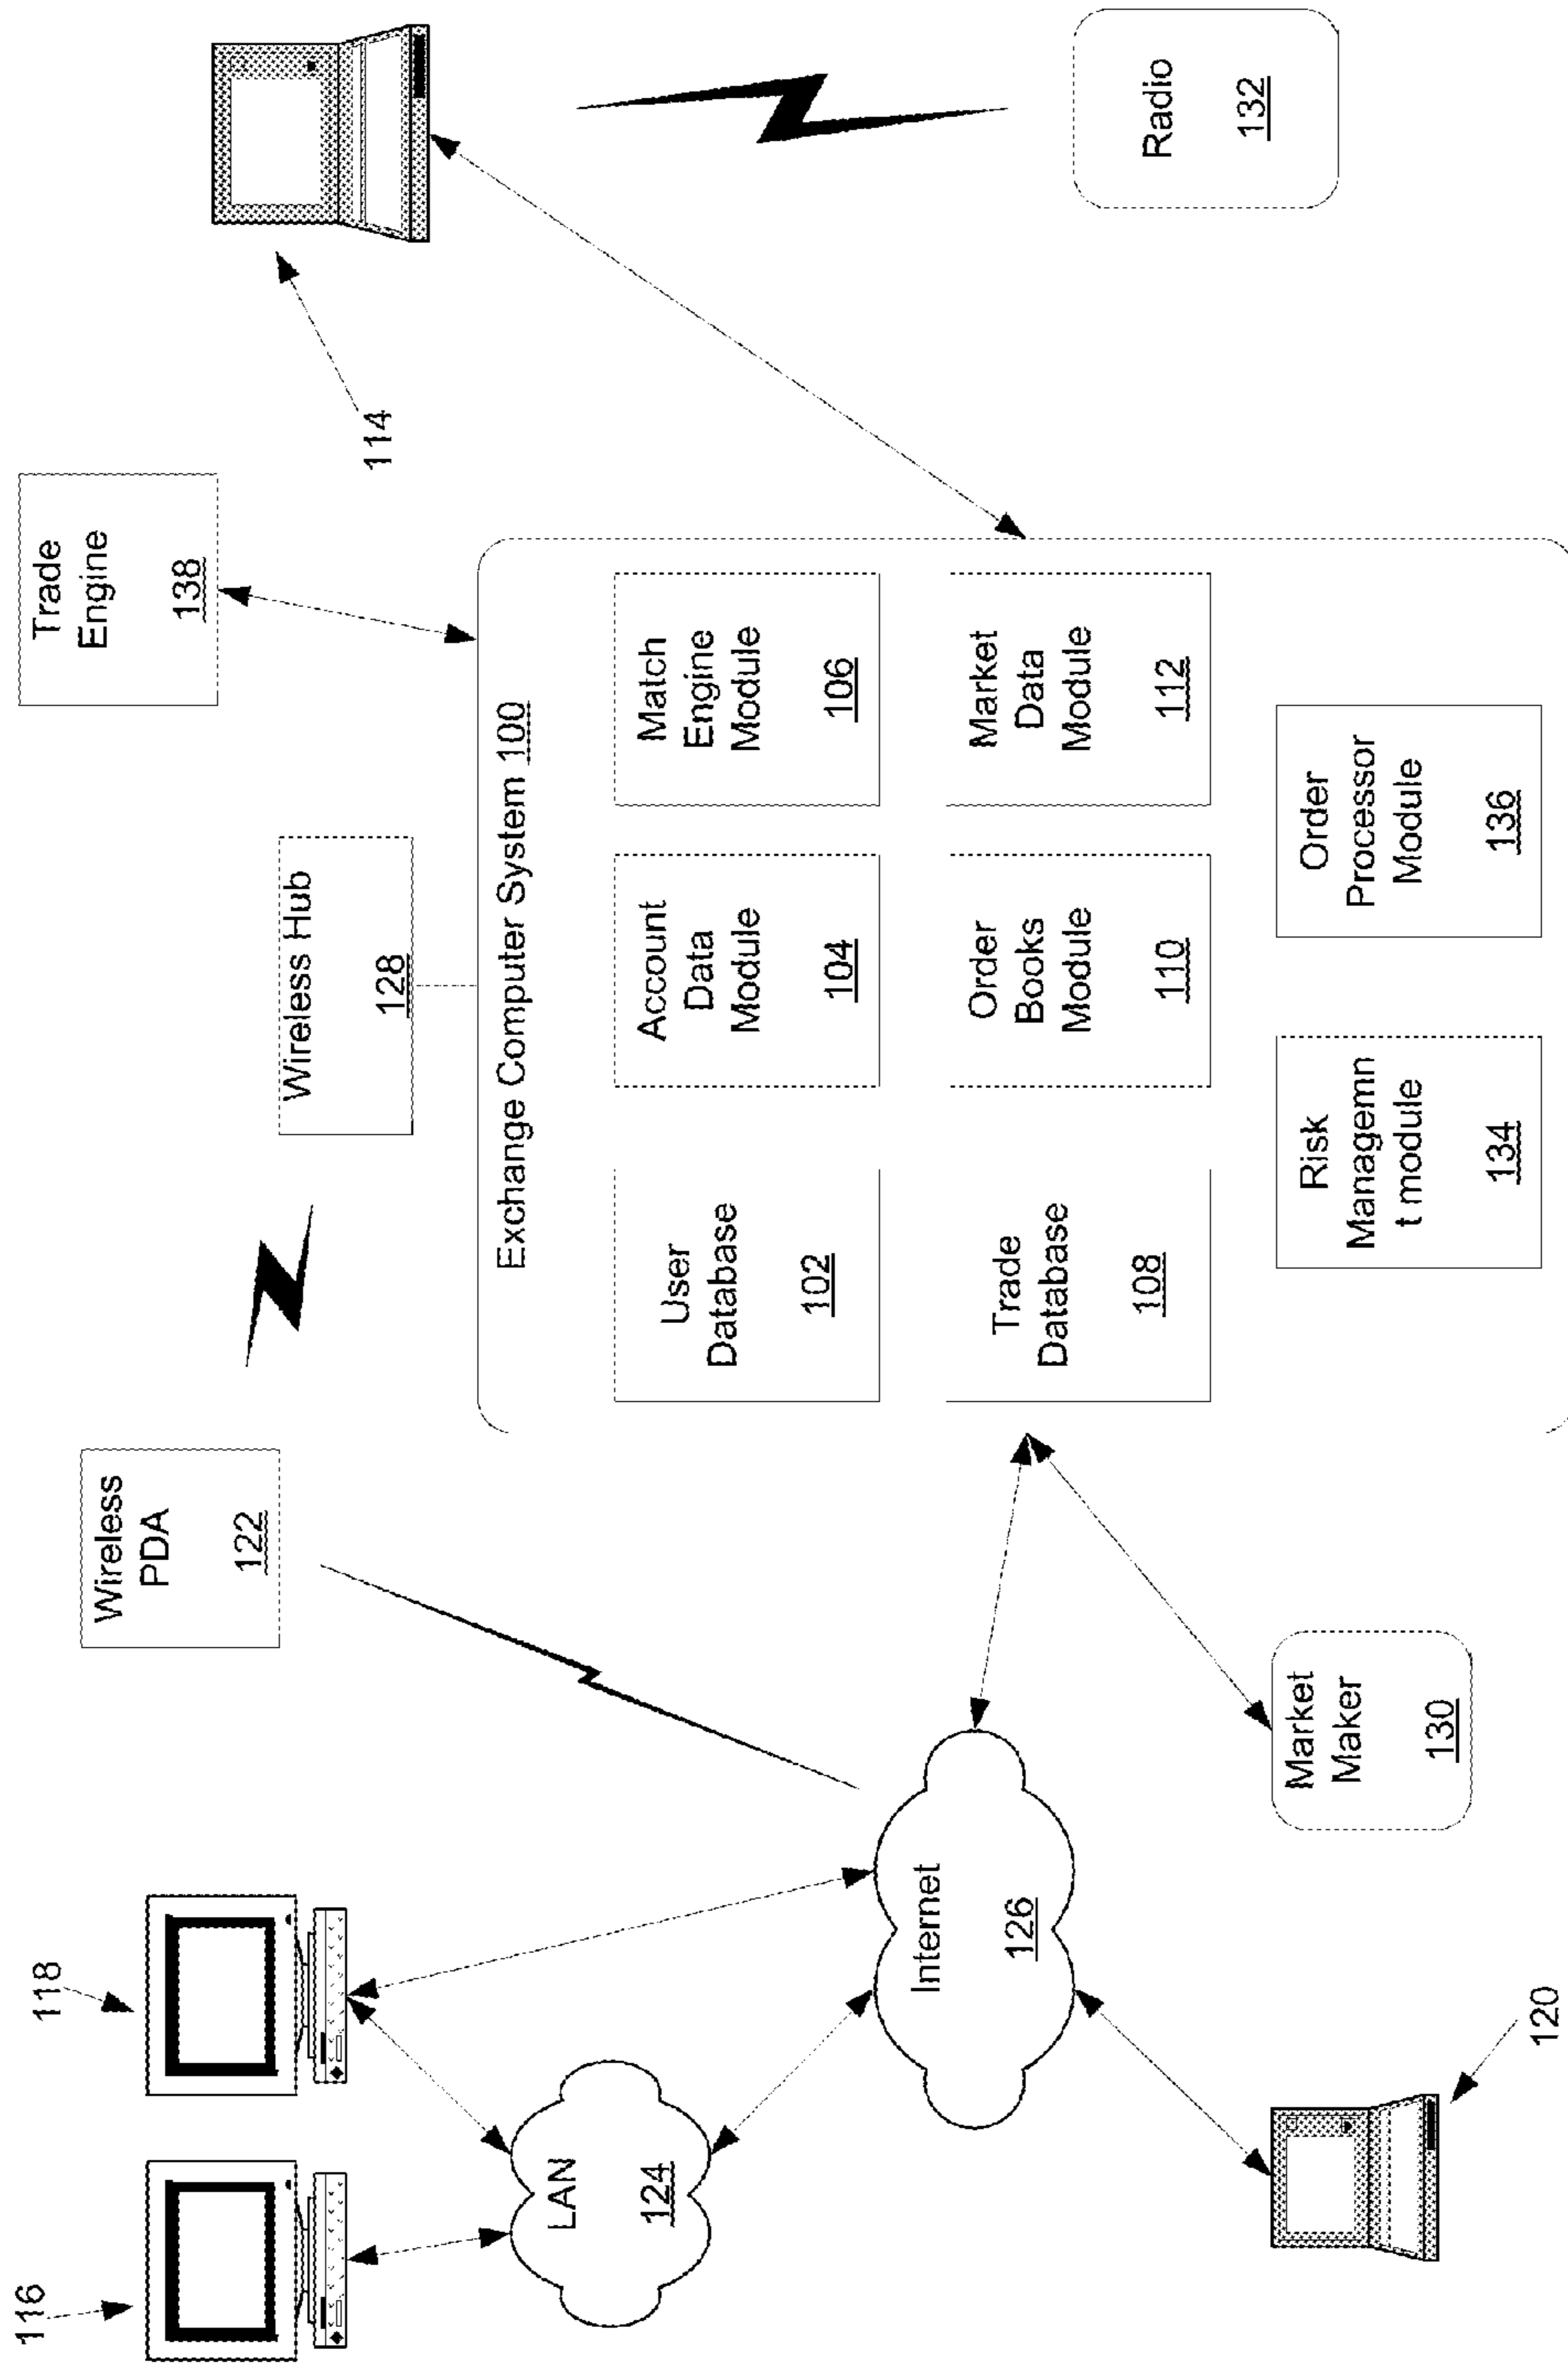 116
118
LAN
124
Internet
126
120
Wireless
PDA
122
Market
Maker
130
Wireless Hub
128
Trade
Engine
138
114
Exchange Computer System 100
User
Database
102
Account
Data
Module
104
Match
Engine
Module
106
Trade
Database
108
Order
Books
Module
110
Market
Data
Module
112
Risk
Managemn
t module
134
Order
Processor
Module
136
Radio
132